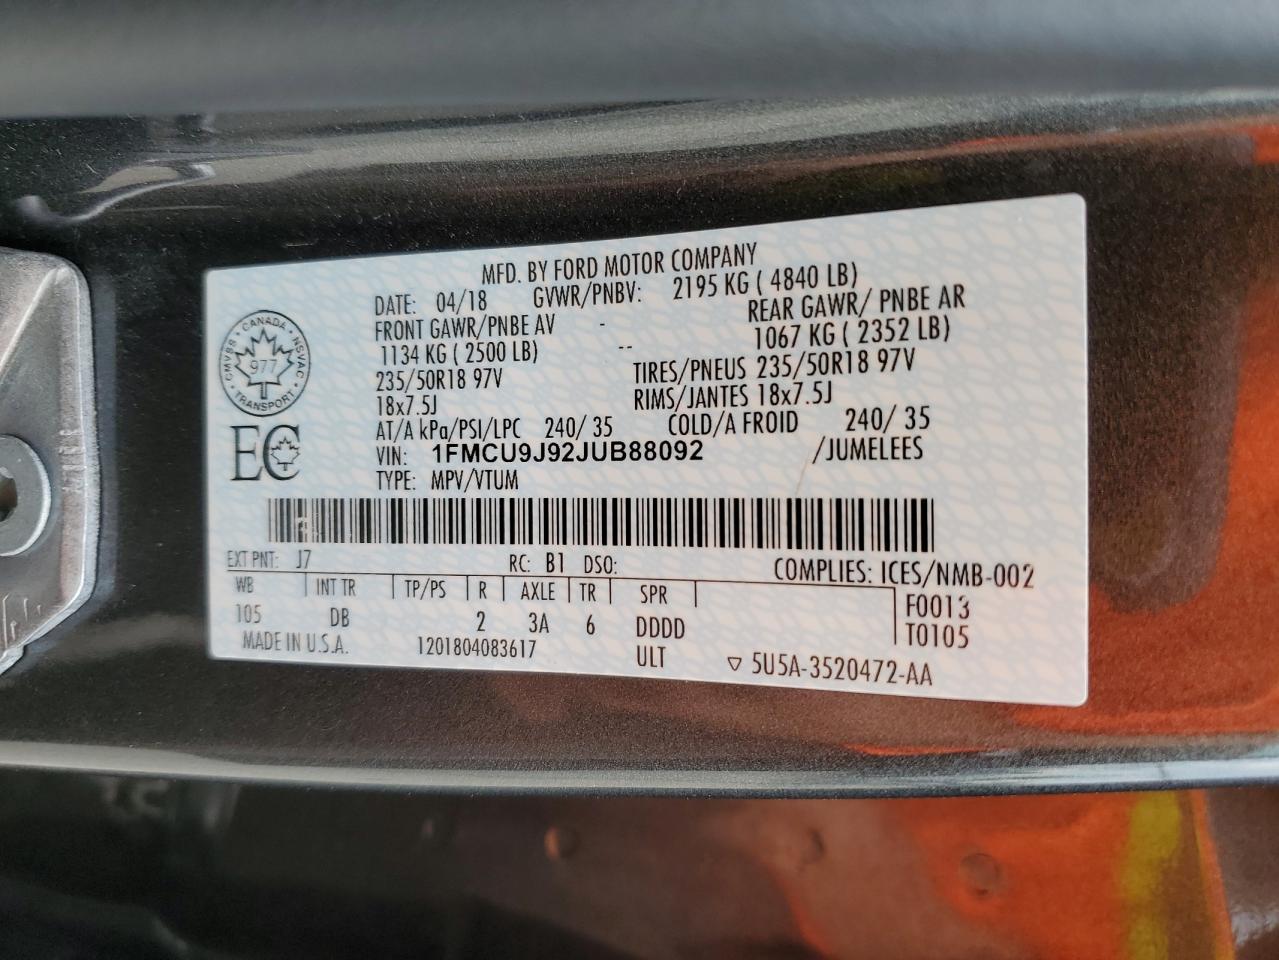 MFD. BY FORD MOTOR COMPANY
DATE: 04/18 GVWR/PNBV: 2195 KG ( 4840 LB)
FRONT GAWR/PNBE AV - REAR GAWR/ PNBE AR
1134 KG ( 2500 LB) -- 1067 KG ( 2352 LB)
235/50R18 97V TIRES/PNEUS 235/50R18 97V
18x7.5J RIMS/JANTES 18x7.5J
AT/A kPa/PSI/LPC 240/ 35 COLD/A FROID 240/ 35
VIN: 1FMCU9J92JUB88092 /JUMELEES
TYPE: MPV/VTUM
CANADA
CMVSS · NSVAC
977
TRANSPORT
EC
EXT PNT: J7 RC: B1 DSO: COMPLIES: ICES/NMB-002
WB INT TR TP/PS R AXLE TR SPR F0013
105 DB 2 3A 6 DDDD T0105
MADE IN U.S.A. 1201804083617 ULT ▽ 5U5A-3520472-AA